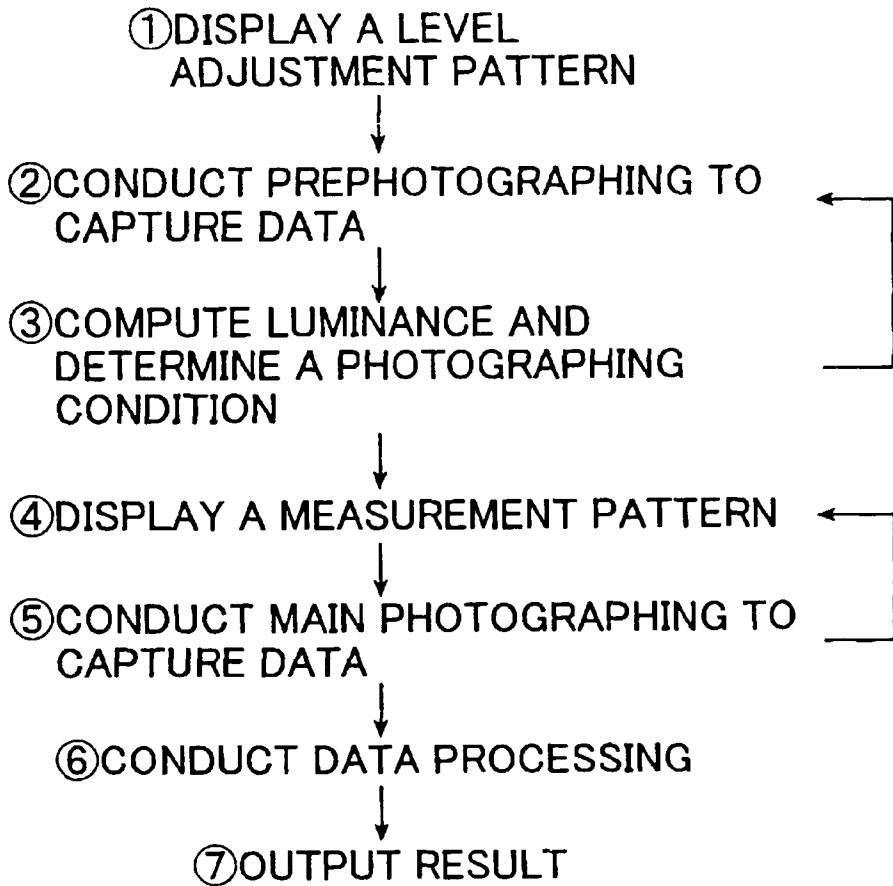 ①DISPLAY A LEVEL
ADJUSTMENT PATTERN
②CONDUCT PREPHOTOGRAPHING TO
CAPTURE DATA
③COMPUTE LUMINANCE AND
DETERMINE A PHOTOGRAPHING
CONDITION
④DISPLAY A MEASUREMENT PATTERN
⑤CONDUCT MAIN PHOTOGRAPHING TO
CAPTURE DATA
⑥CONDUCT DATA PROCESSING
⑦OUTPUT RESULT